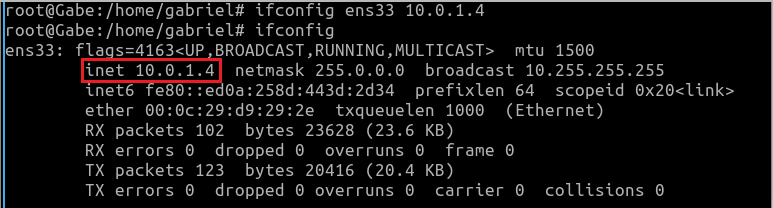 root@Gabe:/home/gabriel# ifconfig ens33 10.0.1.4
root@Gabe:/home/gabriel# ifconfig
ens33: flags=4163<UP,BROADCAST,RUNNING,MULTICAST>  mtu 1500
        inet 10.0.1.4  netmask 255.0.0.0  broadcast 10.255.255.255
        inet6 fe80::ed0a:258d:443d:2d34  prefixlen 64  scopeid 0x20<link>
        ether 00:0c:29:d9:29:2e  txqueuelen 1000  (Ethernet)
        RX packets 102  bytes 23628 (23.6 KB)
        RX errors 0  dropped 0  overruns 0  frame 0
        TX packets 123  bytes 20416 (20.4 KB)
        TX errors 0  dropped 0 overruns 0  carrier 0  collisions 0